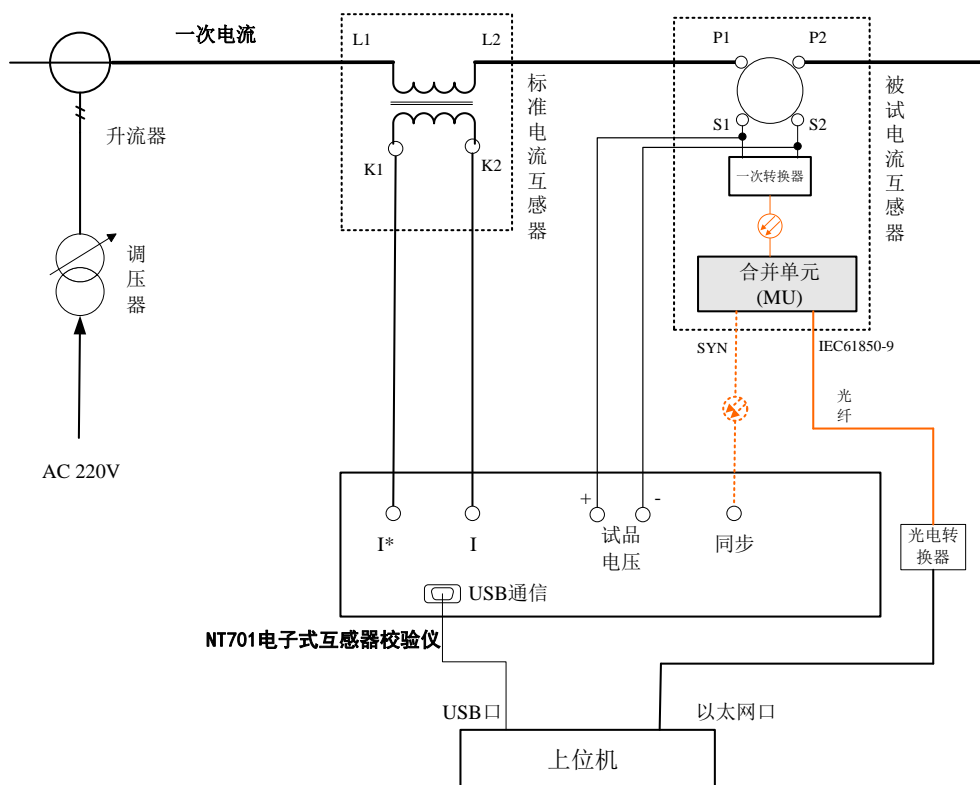 一次电流
L1
L2
P1
P2
升流器
标准电流互感器
被试电流互感器
S1
S2
K1
K2
一次转换器
调压器
合并单元
(MU)
SYN
IEC61850-9
光纤
AC 220V
+
-
I*
I
试品
电压
同步
光电转
换器
USB通信
NT701电子式互感器校验仪
USB口
以太网口
上位机